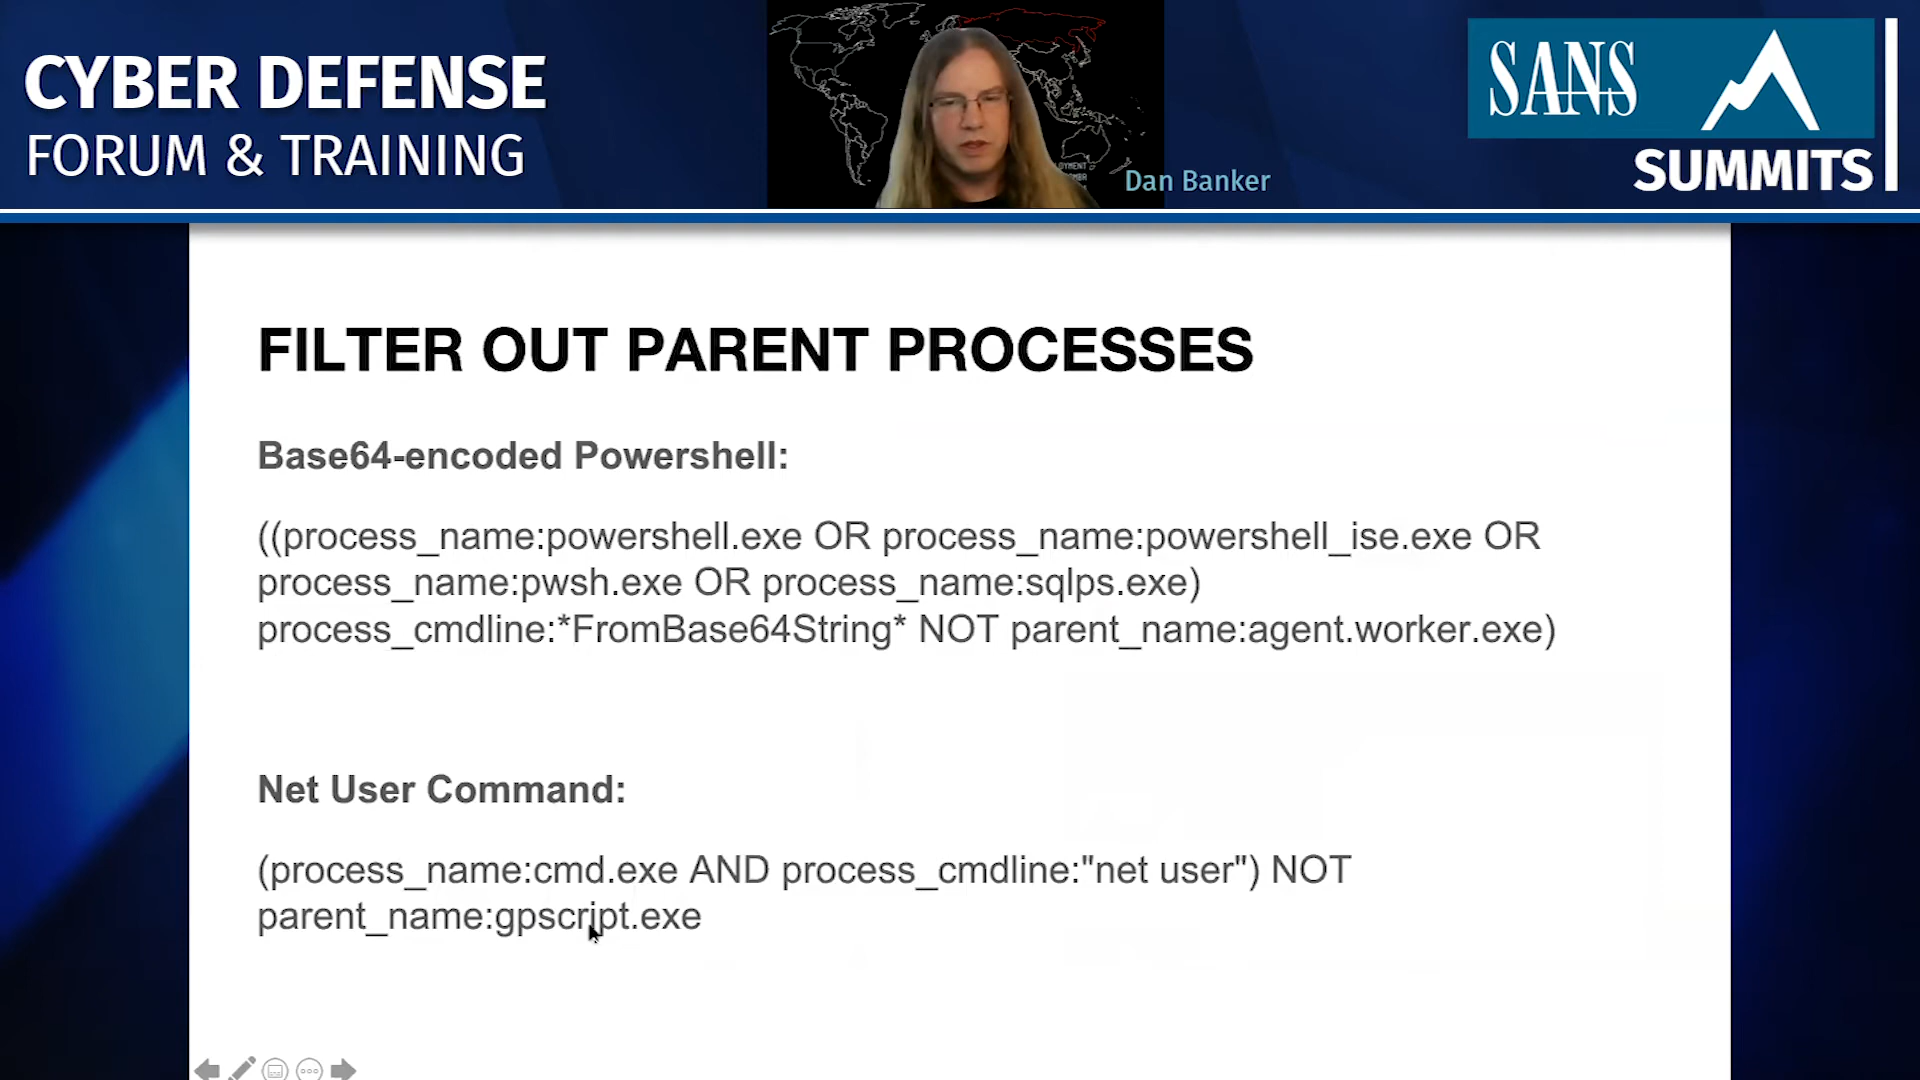 CYBER DEFENSE
FORUM & TRAINING
Dan Banker
SANS
SUMMITS
FILTER OUT PARENT PROCESSES
Base64-encoded Powershell:
((process_name:powershell.exe OR process_name:powershell_ise.exe OR
process_name:pwsh.exe OR process_name:sqlps.exe)
process_cmdline:*FromBase64String* NOT parent_name:agent.worker.exe)
Net User Command:
(process_name:cmd.exe AND process_cmdline:"net user") NOT
parent_name:gpscript.exe